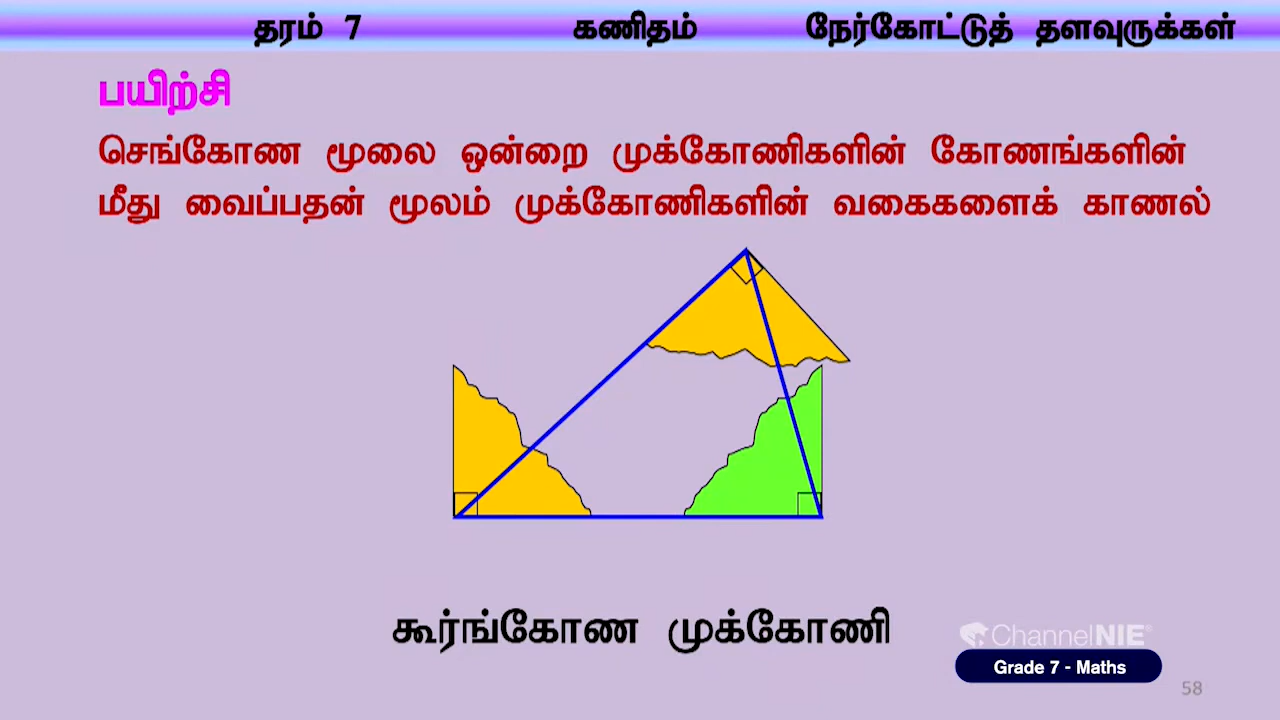 தரம் 7 கணிதம் நேர்கோட்டுத் தளவுருக்கள்
பயிற்சி
செங்கோண மூலை ஒன்றை முக்கோணிகளின் கோணங்களின்
மீது வைப்பதன் மூலம் முக்கோணிகளின் வகைகளைக் காணல்
கூர்ங்கோண முக்கோணி
ChannelNIE®
Grade 7 - Maths
58